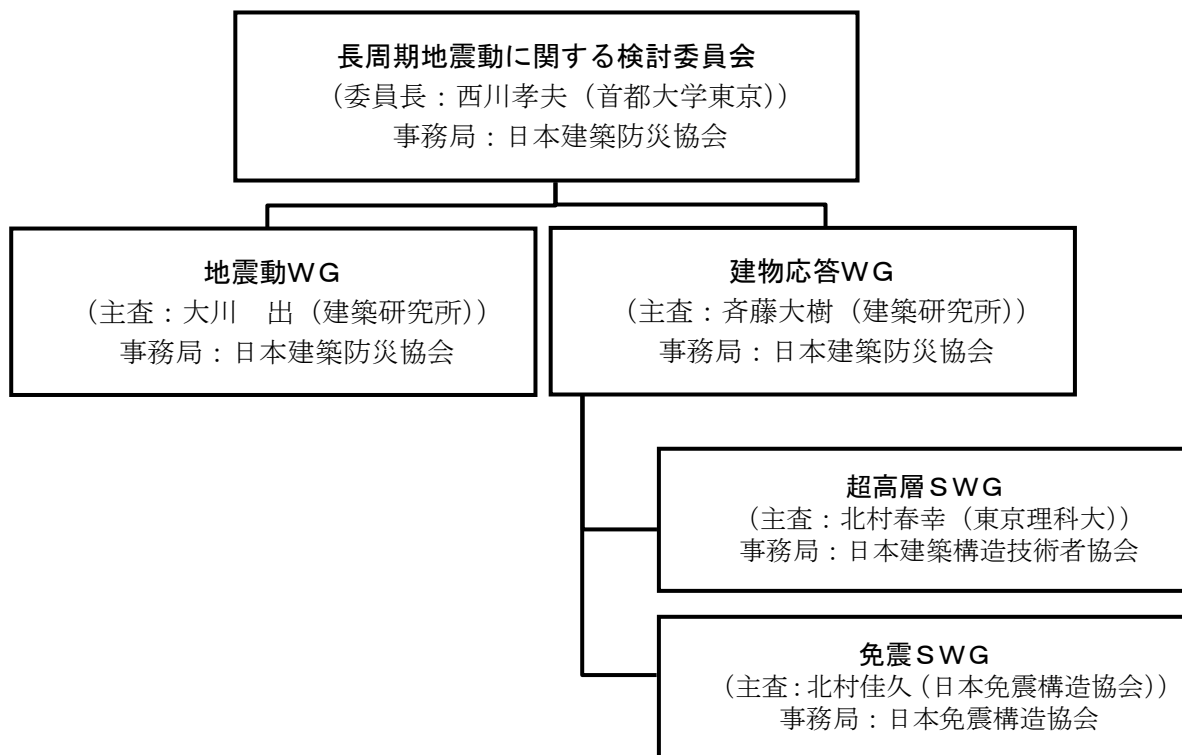 長周期地震動に関する検討委員会
(委員長：西川孝夫（首都大学東京）)
事務局：日本建築防災協会
地震動ＷＧ
(主査：大川　出（建築研究所）)
事務局：日本建築防災協会
建物応答ＷＧ
(主査：斉藤大樹（建築研究所）)
事務局：日本建築防災協会
超高層ＳＷＧ
(主査：北村春幸（東京理科大）)
事務局：日本建築構造技術者協会
免震ＳＷＧ
(主査：北村佳久（日本免震構造協会）)
事務局：日本免震構造協会